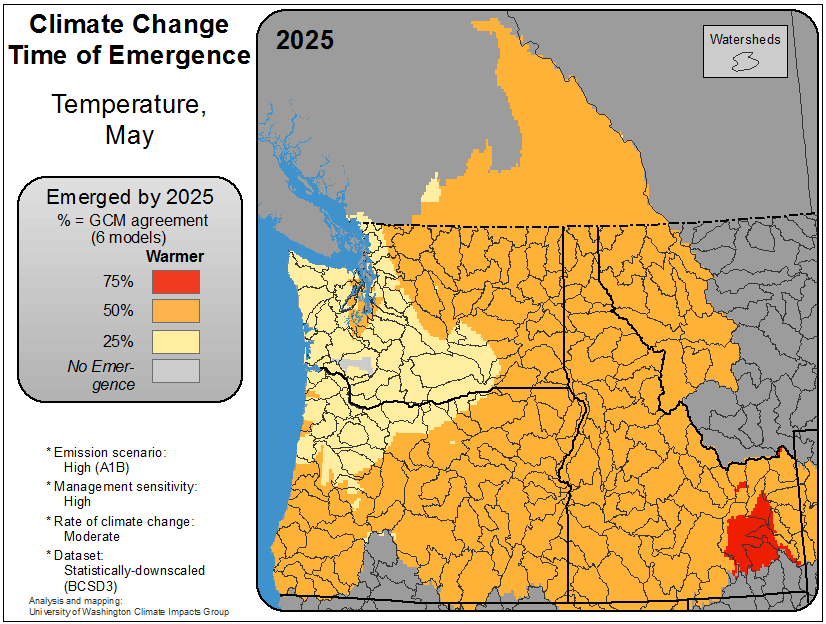 Climate Change
Time of Emergence
Temperature,
May
Emerged by 2025
% = GCM agreement
(6 models)
Warmer
75%
50%
25%
No Emer-
gence
* Emission scenario:
High (A1B)
* Management sensitivity:
High
* Rate of climate change:
Moderate
* Dataset:
Statistically-downscaled
(BCSD3)
Analysis and mapping:
University of Washington Climate Impacts Group
2025
Watersheds